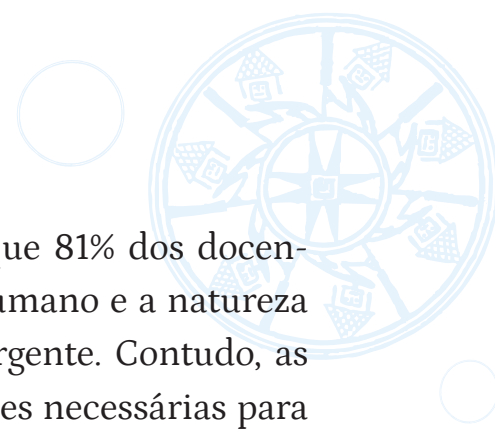 que 81% dos docen-
umano e a natureza
rgente. Contudo, as
es necessárias para